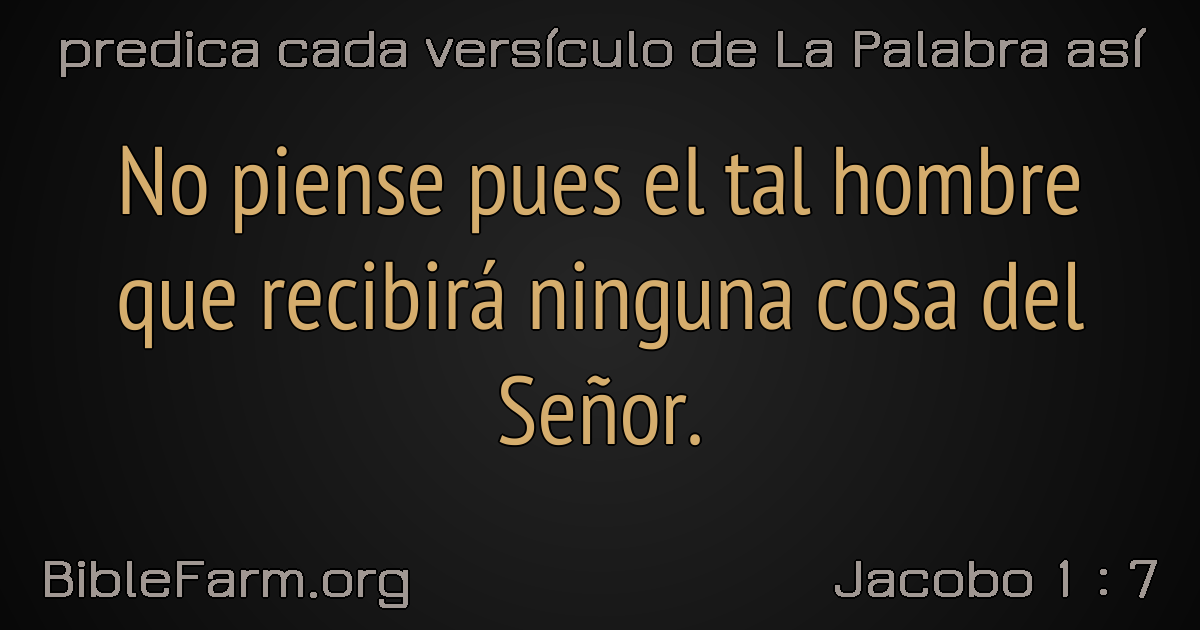 predica cada versículo de La Palabra así
No piense pues el tal hombre
que recibirá ninguna cosa del
Señor.
BibleFarm.org
Jacobo 1 : 7